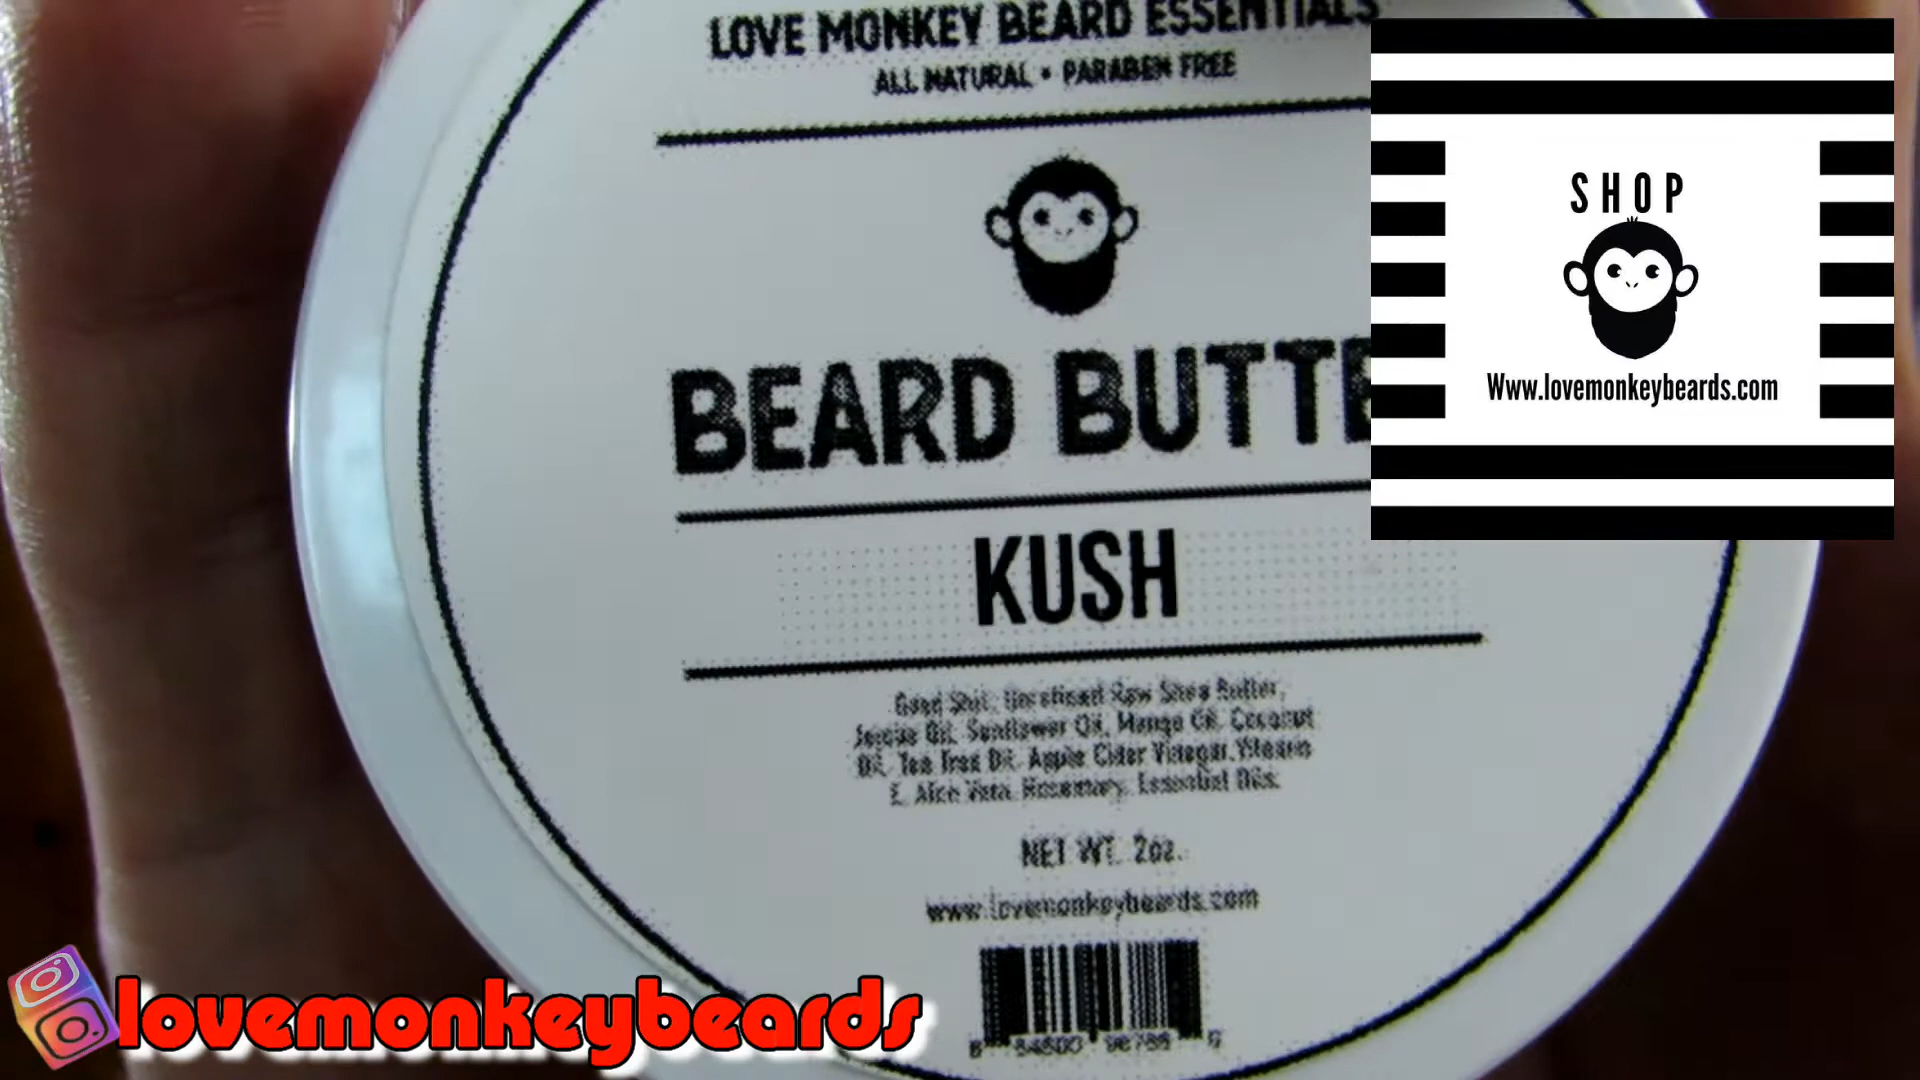 LOVE MONKEY BEARD ESSENTIALS
ALL NATURAL • PARABEN FREE
BEARD BUTTE
KUSH
Good Shit, Unrefined Raw Shea Butter,
Jojoba Oil, Sunflower Oil, Mango Oil, Coconut
Oil, Tea Tree Oil, Apple Cider Vinegar, Vitamin
E, Aloe Vera, Rosemary, Essential Oils.
NET WT. 2oz.
www.lovemonkeybeards.com
SHOP
Www.lovemonkeybeards.com
lovemonkeybeards